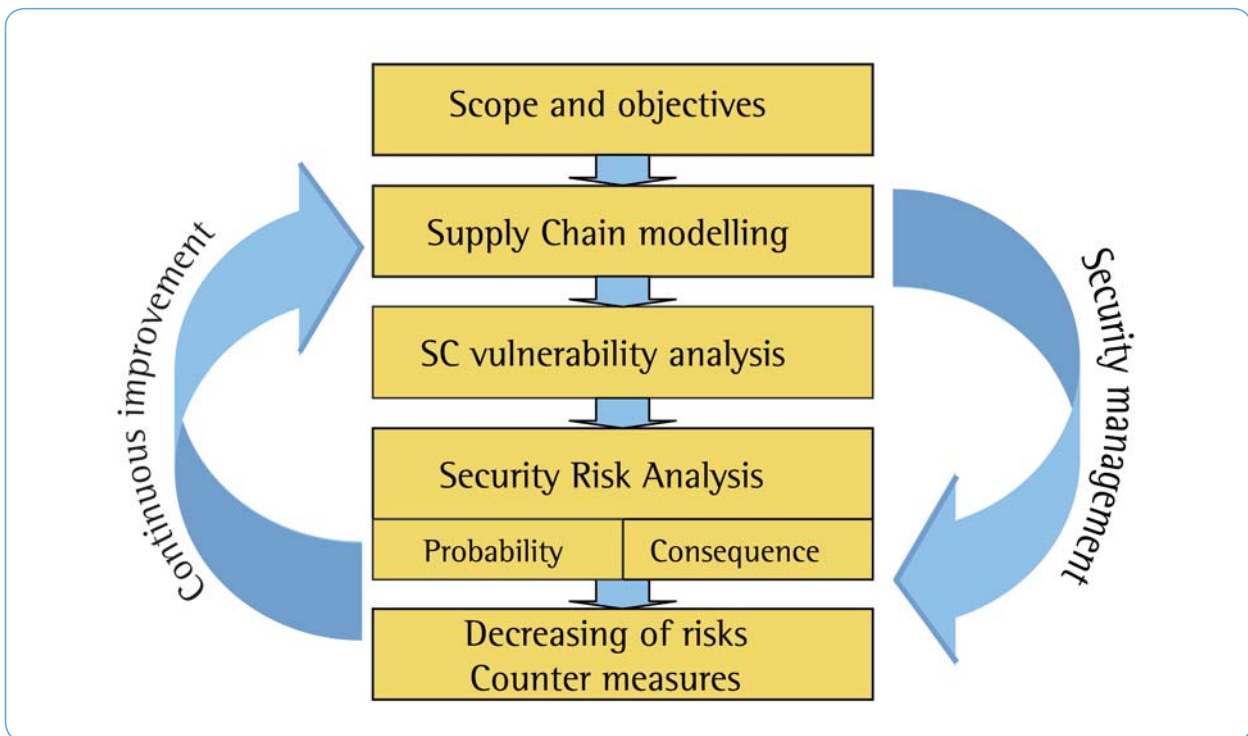 Scope and objectives
Supply Chain modelling
SC vulnerability analysis
Security Risk Analysis
Probability
Consequence
Decreasing of risks
Counter measures
Continuous improvement
Security management